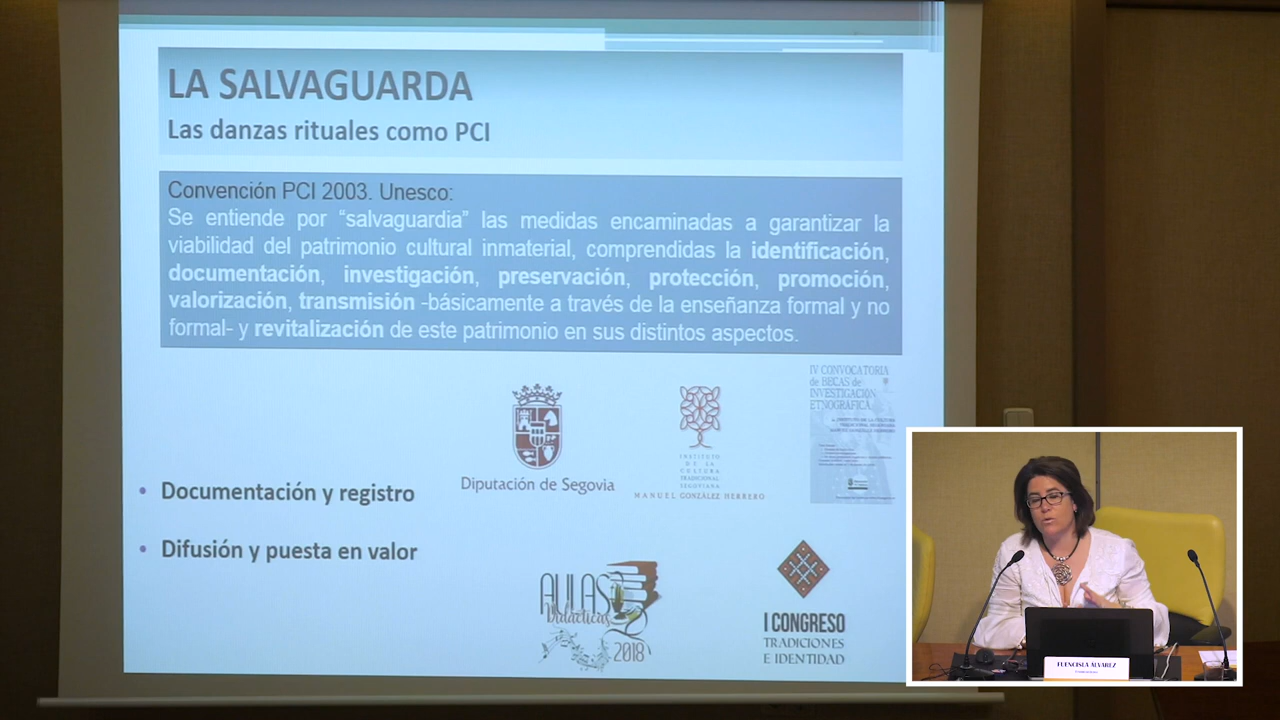 LA SALVAGUARDA
Las danzas rituales como PCI
Convención PCI 2003. Unesco:
Se entiende por “salvaguardia” las medidas encaminadas a garantizar la
viabilidad del patrimonio cultural inmaterial, comprendidas la identificación,
documentación, investigación, preservación, protección, promoción,
valorización, transmisión -básicamente a través de la enseñanza formal y no
formal- y revitalización de este patrimonio en sus distintos aspectos.
IV CONVOCATORIA
de BECAS de
INVESTIGACIÓN
ETNOGRÁFICA
Diputación de Segovia
INSTITUTO
DE LA
CULTURA
TRADICIONAL
SEGOVIANA
MANUEL GONZÁLEZ HERRERO
• Documentación y registro
• Difusión y puesta en valor
AULAS
Didácticas
2018
I CONGRESO
TRADICIONES
E IDENTIDAD
FUENCISLA ÁLVAREZ